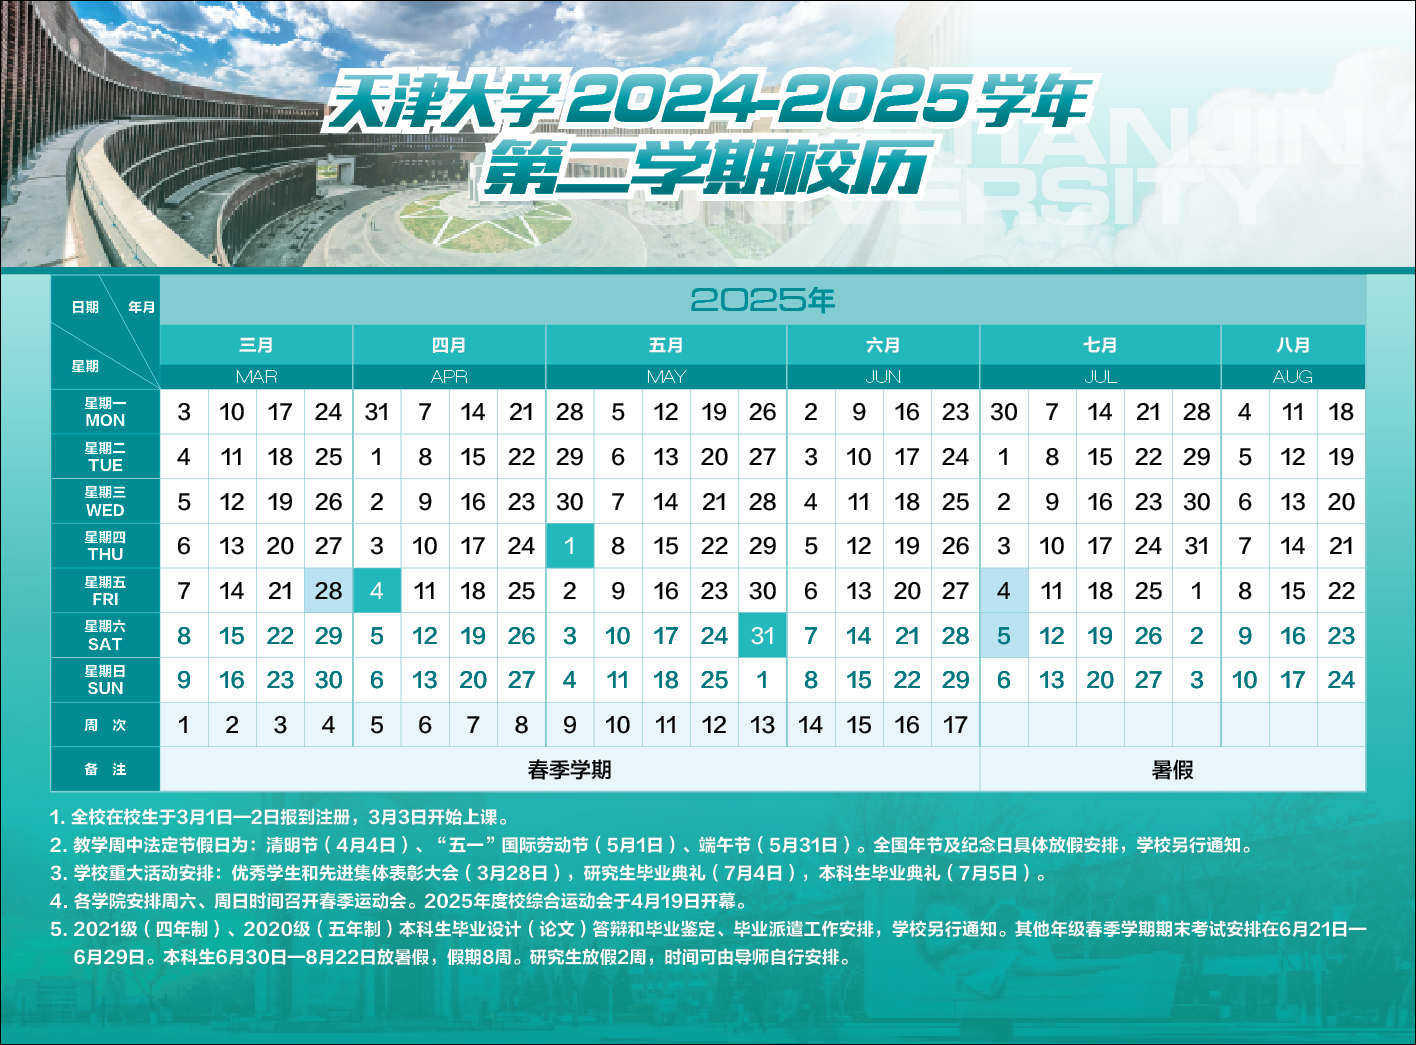 天津大学 2024-2025 学年
第二学期校历
TIANJIN
UNIVERSITY
日期 年月
星期
2025年
三月 四月 五月 六月 七月 八月
MAR APR MAY JUN JUL AUG
星期一 MON 3 10 17 24 31 7 14 21 28 5 12 19 26 2 9 16 23 30 7 14 21 28 4 11 18
星期二 TUE 4 11 18 25 1 8 15 22 29 6 13 20 27 3 10 17 24 1 8 15 22 29 5 12 19
星期三 WED 5 12 19 26 2 9 16 23 30 7 14 21 28 4 11 18 25 2 9 16 23 30 6 13 20
星期四 THU 6 13 20 27 3 10 17 24 1 8 15 22 29 5 12 19 26 3 10 17 24 31 7 14 21
星期五 FRI 7 14 21 28 4 11 18 25 2 9 16 23 30 6 13 20 27 4 11 18 25 1 8 15 22
星期六 SAT 8 15 22 29 5 12 19 26 3 10 17 24 31 7 14 21 28 5 12 19 26 2 9 16 23
星期日 SUN 9 16 23 30 6 13 20 27 4 11 18 25 1 8 15 22 29 6 13 20 27 3 10 17 24
周 次 1 2 3 4 5 6 7 8 9 10 11 12 13 14 15 16 17
备 注 春季学期 暑假
1. 全校在校生于3月1日—2日报到注册，3月3日开始上课。
2. 教学周中法定节假日为：清明节（4月4日）、“五一”国际劳动节（5月1日）、端午节（5月31日）。全国年节及纪念日具体放假安排，学校另行通知。
3. 学校重大活动安排：优秀学生和先进集体表彰大会（3月28日），研究生毕业典礼（7月4日），本科生毕业典礼（7月5日）。
4. 各学院安排周六、周日时间召开春季运动会。2025年度校综合运动会于4月19日开幕。
5. 2021级（四年制）、2020级（五年制）本科生毕业设计（论文）答辩和毕业鉴定、毕业派遣工作安排，学校另行通知。其他年级春季学期期末考试安排在6月21日—
6月29日。本科生6月30日—8月22日放暑假，假期8周。研究生放假2周，时间可由导师自行安排。